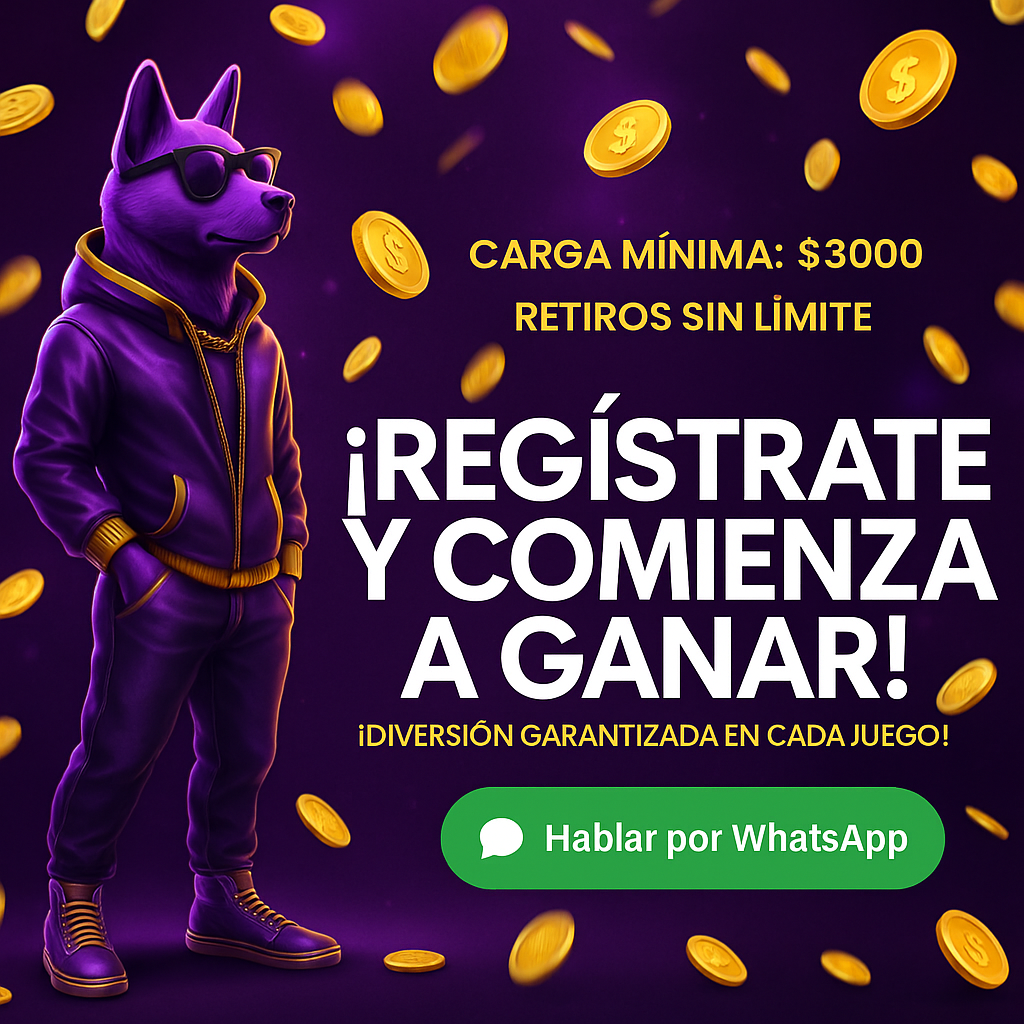 CARGA MÍNIMA: $3000
RETIROS SIN LÍMITE
¡REGÍSTRATE
Y COMIENZA
A GANAR!
¡DIVERSIÓN GARANTIZADA EN CADA JUEGO!
Hablar por WhatsApp